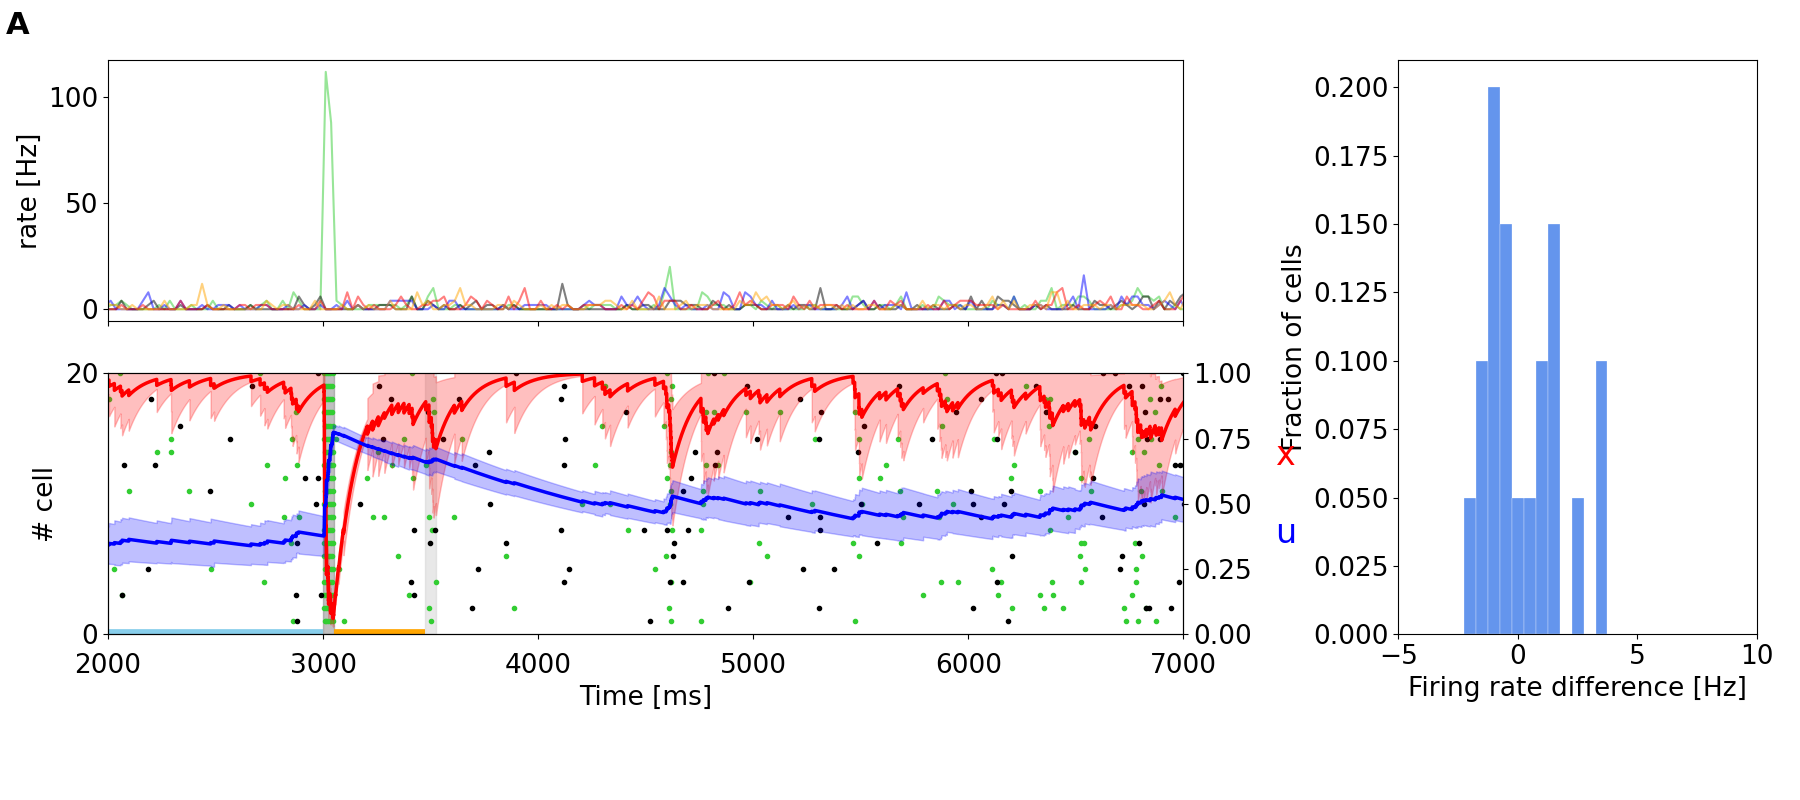 A
rate [Hz]
100
50
0
# cell
20
0
1.00
0.75
0.50
0.25
0.00
x
u
2000 3000 4000 5000 6000 7000
Time [ms]
Fraction of cells
0.200
0.175
0.150
0.125
0.100
0.075
0.050
0.025
0.000
−5 0 5 10
Firing rate difference [Hz]